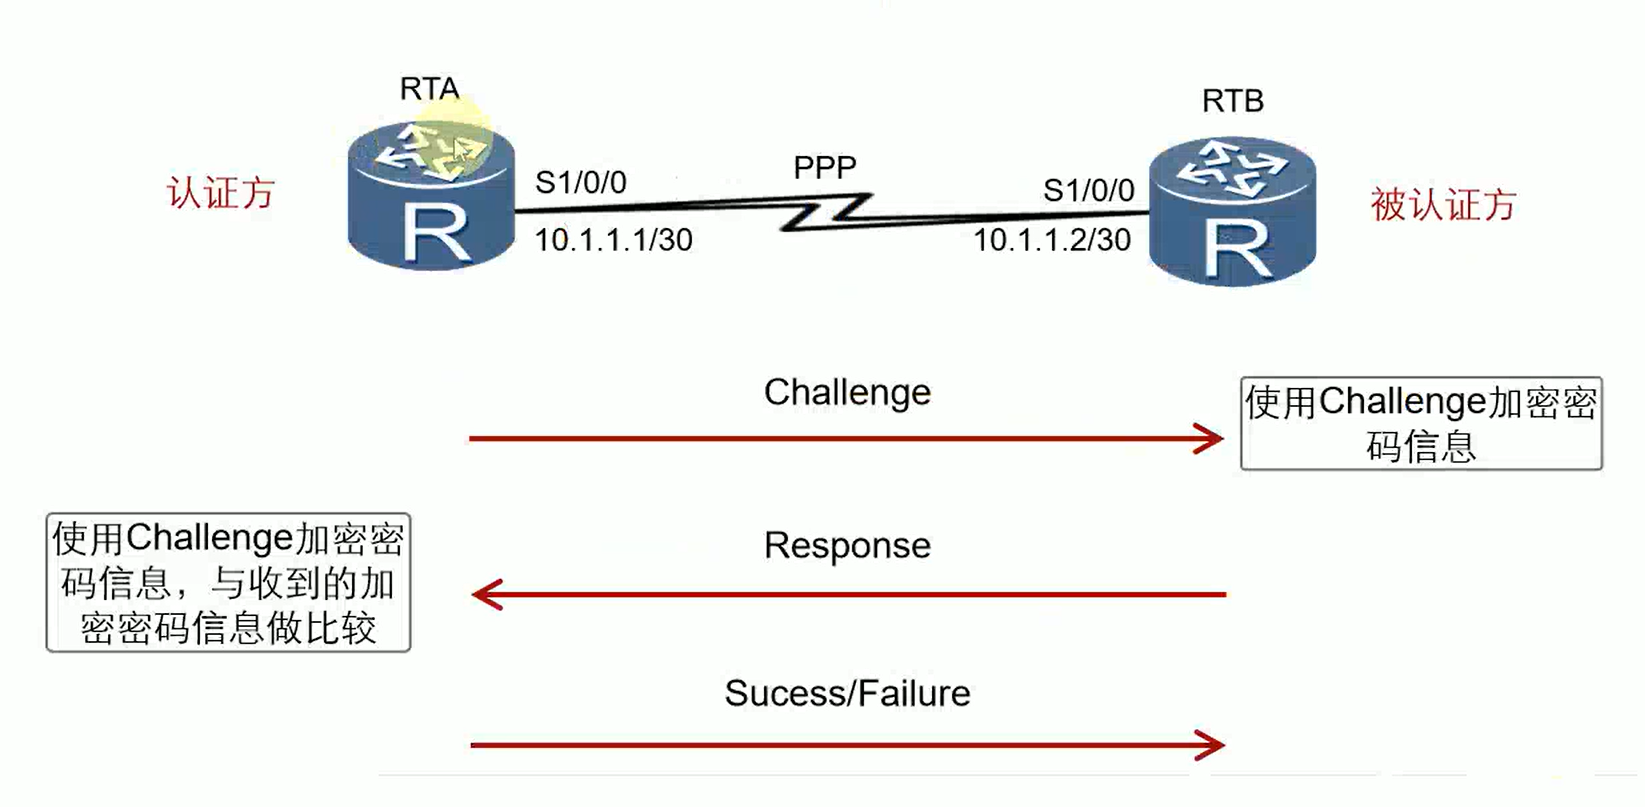 RTA
RTB
认证方
S1/0/0
PPP
S1/0/0
被认证方
10.1.1.1/30
10.1.1.2/30
R
R
Challenge
使用Challenge加密密
码信息
使用Challenge加密密
码信息，与收到的加
密密码信息做比较
Response
Sucess/Failure